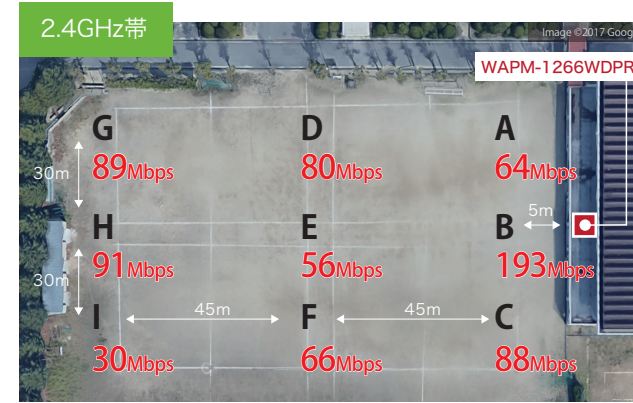 2.4GHz帯
Image ©2017 Goog
WAPM-1266WDPR
G
D
A
89Mbps
80Mbps
64Mbps
30m
5m
H
E
B
91Mbps
56Mbps
193Mbps
30m
45m
45m
I
F
C
30Mbps
66Mbps
88Mbps